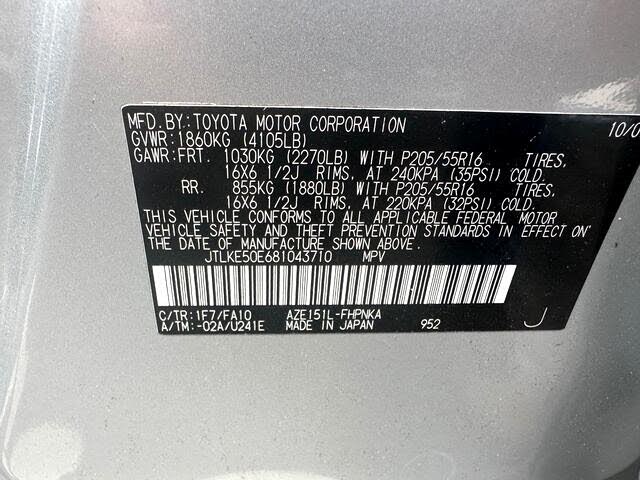 MFD.BY:TOYOTA MOTOR CORPORATION 10/0
GVWR:1860KG (4105LB)
GAWR:FRT. 1030KG (2270LB) WITH P205/55R16 TIRES,
16X6 1/2J RIMS, AT 240KPA (35PSI) COLD.
RR. 855KG (1880LB) WITH P205/55R16 TIRES,
16X6 1/2J RIMS, AT 220KPA (32PSI) COLD.
THIS VEHICLE CONFORMS TO ALL APPLICABLE FEDERAL MOTOR
VEHICLE SAFETY AND THEFT PREVENTION STANDARDS IN EFFECT ON
THE DATE OF MANUFACTURE SHOWN ABOVE.
JTLKE50E681043710 MPV
C/TR:1F7/FA10 AZE151L-FHPNKA
A/TM:-02A/U241E MADE IN JAPAN 952 J